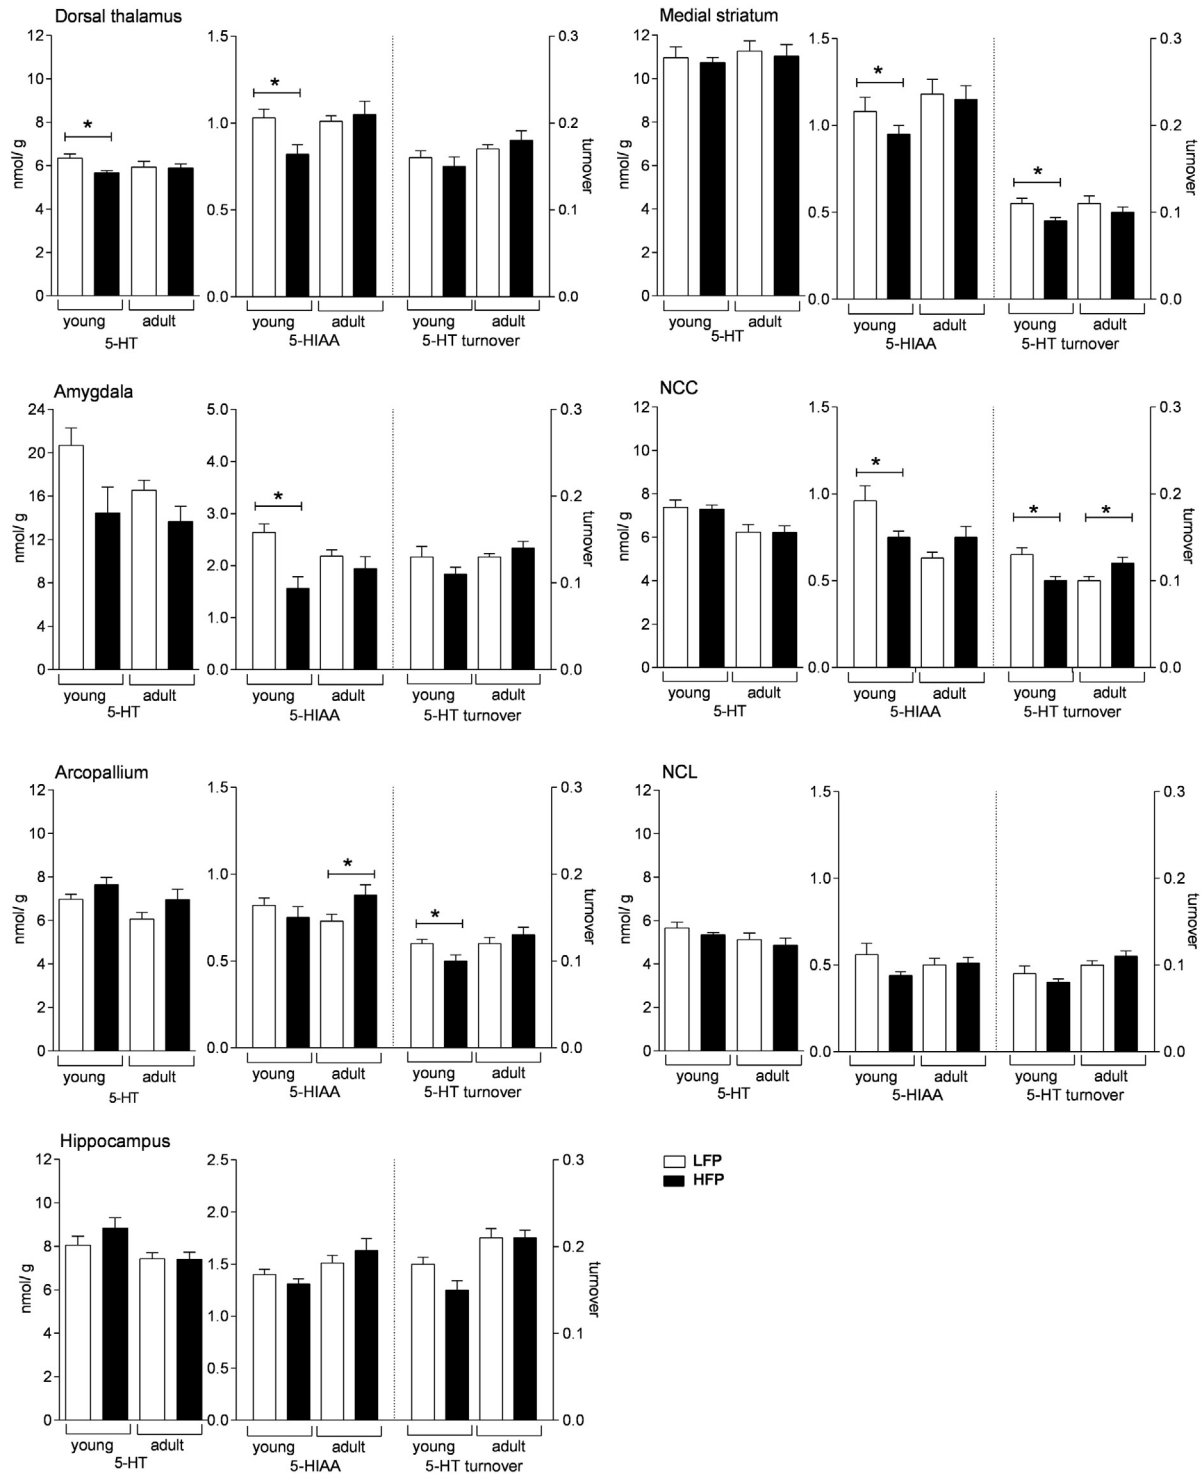 Dorsal thalamus
12
10
8
6
4
2
0
nmol/ g
*
young adult
5-HT
1.5
1.0
0.5
0.0
*
young adult
5-HIAA
young adult
5-HT turnover
0.3
0.2
0.1
0.0
turnover
Medial striatum
12
10
8
6
4
2
0
nmol/ g
young adult
5-HT
1.5
1.0
0.5
0.0
*
young adult
5-HIAA
*
young adult
5-HT turnover
0.3
0.2
0.1
0.0
turnover
Amygdala
24
20
16
12
8
4
0
nmol/ g
young adult
5-HT
5.0
4.0
3.0
2.0
1.0
0.0
*
young adult
5-HIAA
young adult
5-HT turnover
0.3
0.2
0.1
0.0
turnover
NCC
12
10
8
6
4
2
0
nmol/ g
young adult
5-HT
1.5
1.0
0.5
0.0
*
young adult
5-HIAA
* *
young adult
5-HT turnover
0.3
0.2
0.1
0.0
turnover
Arcopallium
12
10
8
6
4
2
0
nmol/ g
young adult
5-HT
1.5
1.0
0.5
0.0
*
young adult
5-HIAA
*
young adult
5-HT turnover
0.3
0.2
0.1
0.0
turnover
NCL
12
10
8
6
4
2
0
nmol/ g
young adult
5-HT
1.5
1.0
0.5
0.0
young adult
5-HIAA
young adult
5-HT turnover
0.3
0.2
0.1
0.0
turnover
Hippocampus
12
10
8
6
4
2
0
nmol/ g
young adult
5-HT
2.5
2.0
1.5
1.0
0.5
0.0
young adult
5-HIAA
young adult
5-HT turnover
0.3
0.2
0.1
0.0
turnover
LFP
HFP